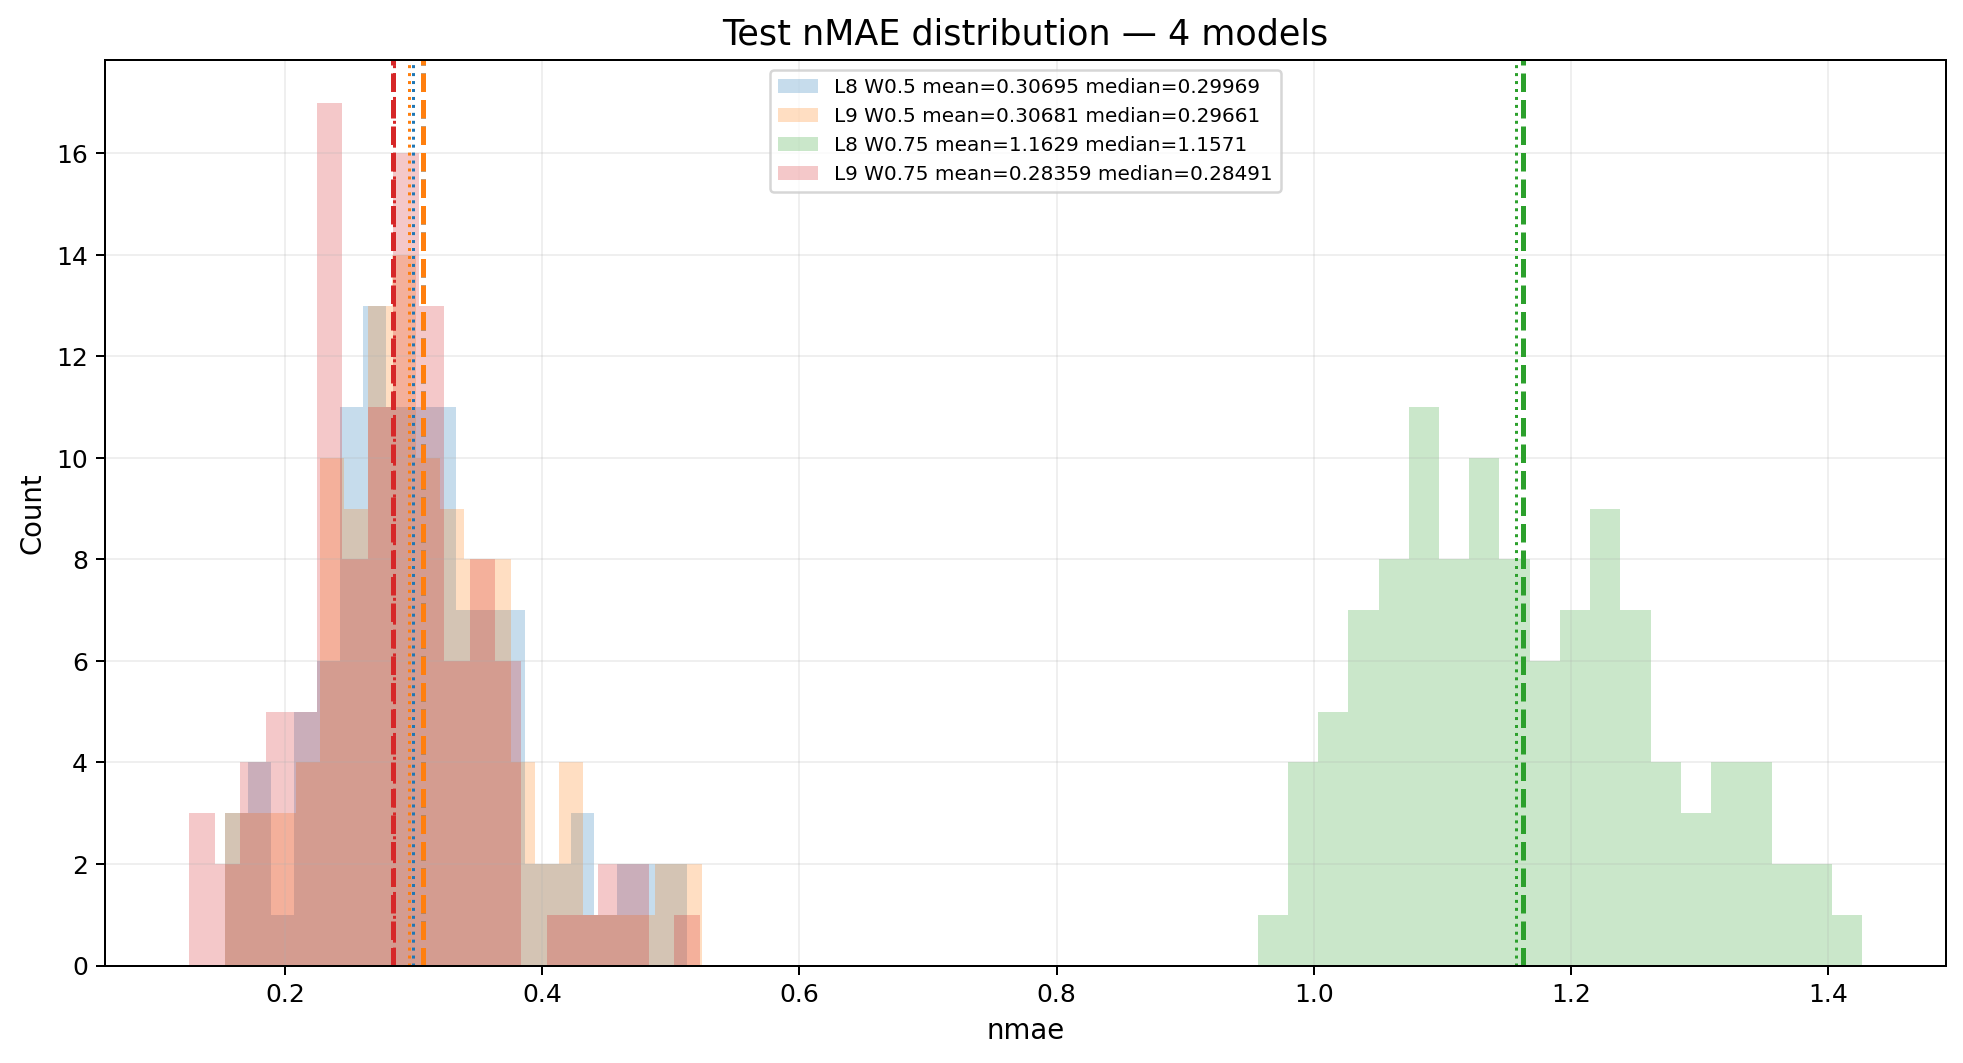 Test nMAE distribution — 4 models
L8 W0.5 mean=0.30695 median=0.29969
L9 W0.5 mean=0.30681 median=0.29661
L8 W0.75 mean=1.1629 median=1.1571
L9 W0.75 mean=0.28359 median=0.28491
Count
16
14
12
10
8
6
4
2
0
0.2 0.4 0.6 0.8 1.0 1.2 1.4
nmae